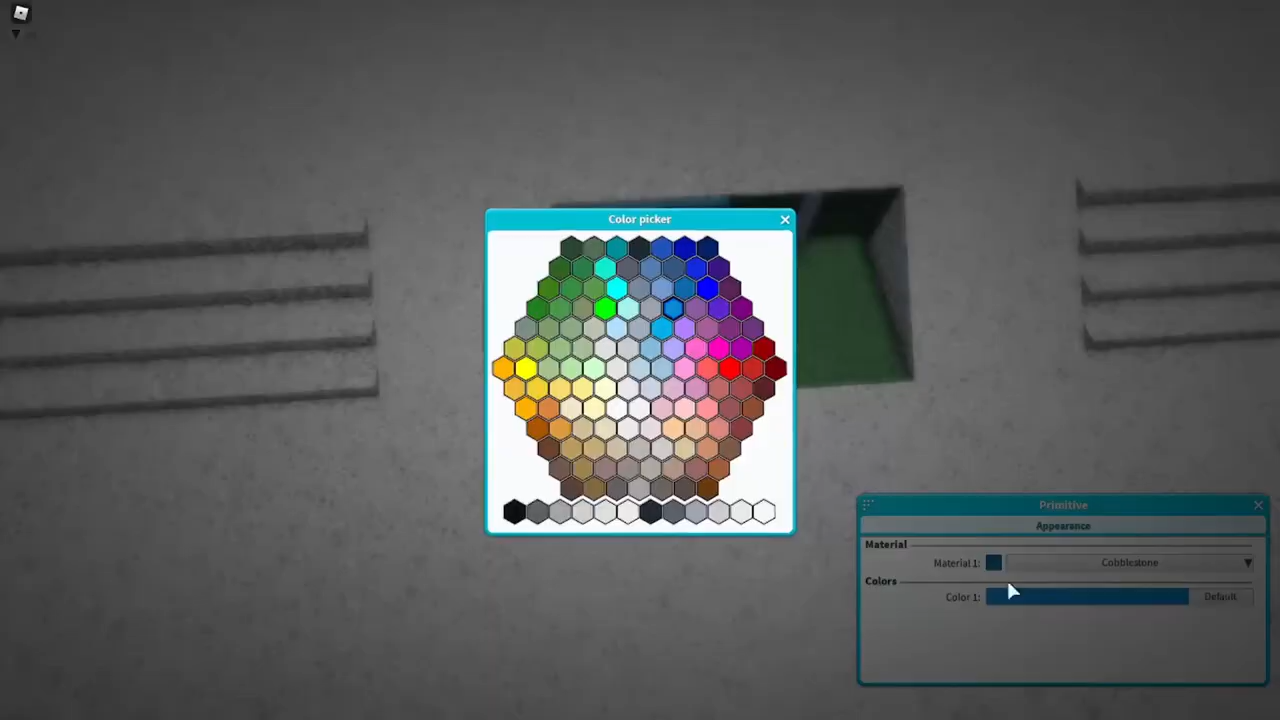 Color picker
Primitive
Appearance
Material
Material 1:
Cobblestone
Colors
Color 1:
Default